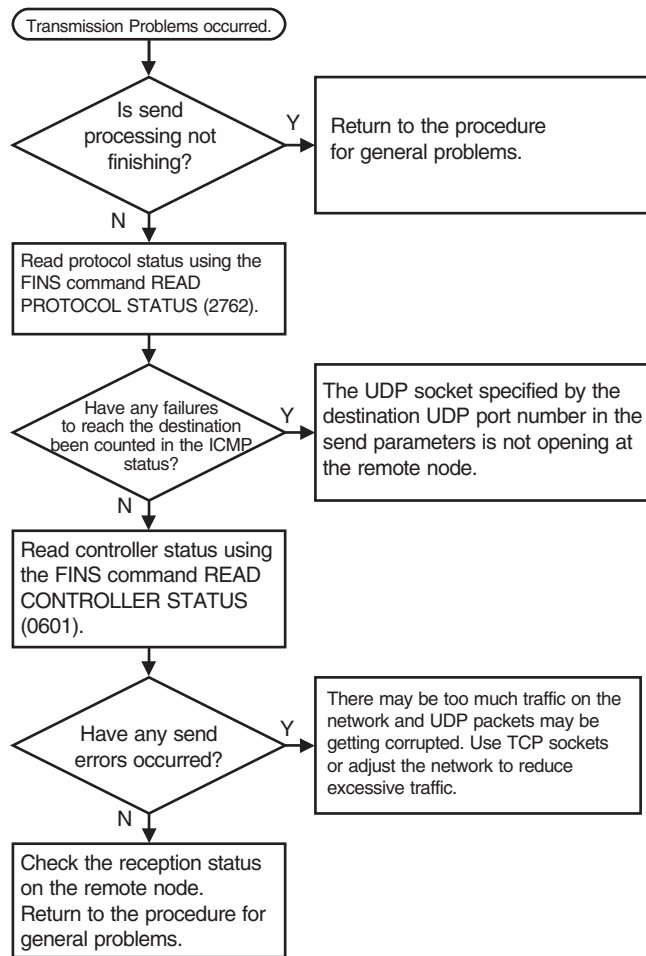 Transmission Problems occurred.
Is send
processing not
finishing?
Y
Return to the procedure
for general problems.
N
Read protocol status using the
FINS command READ
PROTOCOL STATUS (2762).
Have any failures
to reach the destination
been counted in the ICMP
status?
Y
The UDP socket specified by the
destination UDP port number in the
send parameters is not opening at
the remote node.
N
Read controller status using
the FINS command READ
CONTROLLER STATUS
(0601).
Have any send
errors occurred?
Y
There may be too much traffic on the
network and UDP packets may be
getting corrupted. Use TCP sockets
or adjust the network to reduce
excessive traffic.
N
Check the reception status
on the remote node.
Return to the procedure for
general problems.